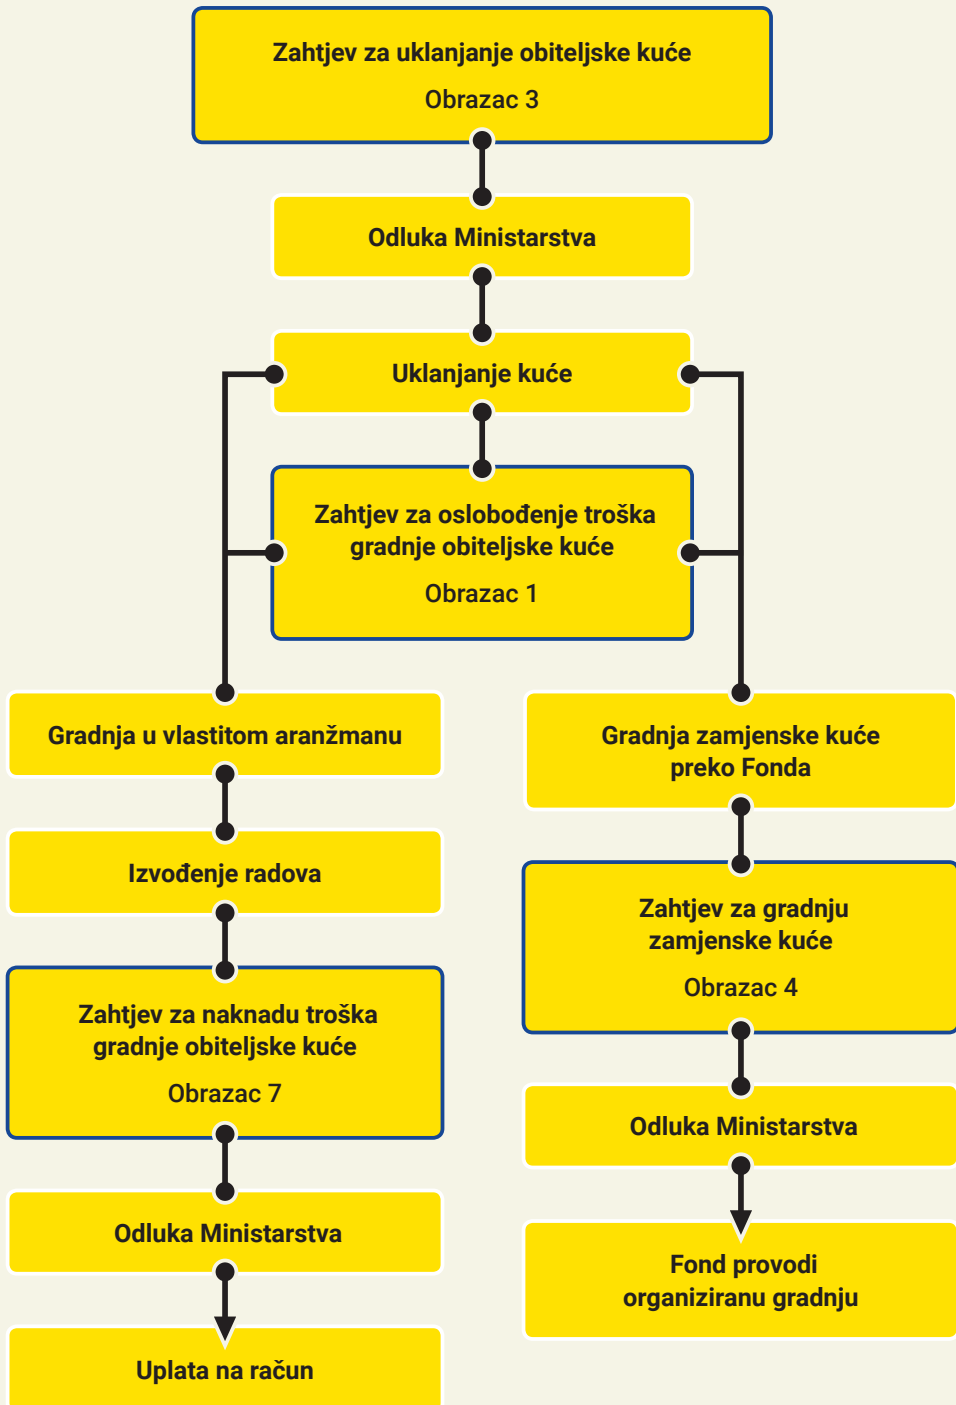 Zahtjev za uklanjanje obiteljske kuće
Obrazac 3
Odluka Ministarstva
Uklanjanje kuće
Zahtjev za oslobođenje troška
gradnje obiteljske kuće
Obrazac 1
Gradnja u vlastitom aranžmanu
Izvođenje radova
Zahtjev za naknadu troška
gradnje obiteljske kuće
Obrazac 7
Odluka Ministarstva
Uplata na račun
Gradnja zamjenske kuće
preko Fonda
Zahtjev za gradnju
zamjenske kuće
Obrazac 4
Odluka Ministarstva
Fond provodi
organiziranu gradnju